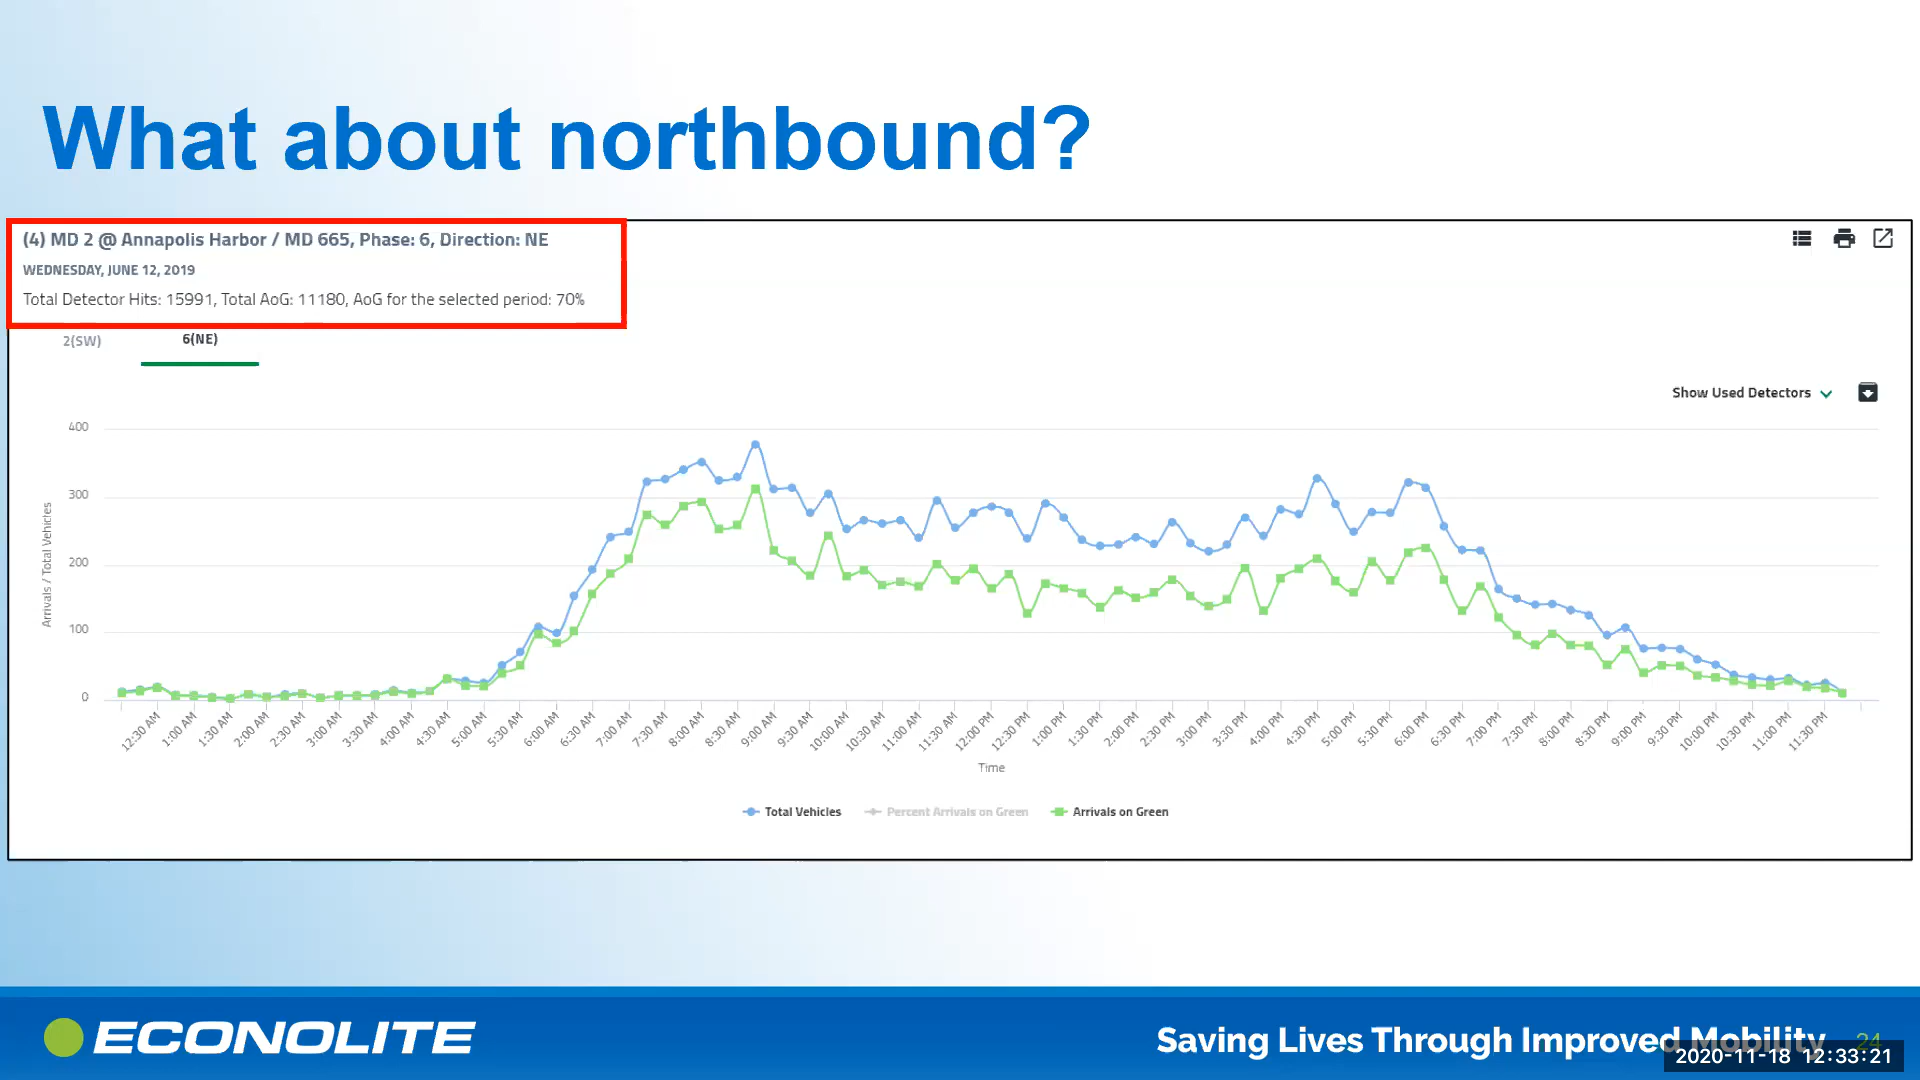 What about northbound?
(4) MD 2 @ Annapolis Harbor / MD 665, Phase: 6, Direction: NE
WEDNESDAY, JUNE 12, 2019
Total Detector Hits: 15991, Total AoG: 11180, AoG for the selected period: 70%
2(SW) 6(NE)
Show Used Detectors
Arrivals / Total Vehicles
400
300
200
100
0
12:30 AM 1:00 AM 1:30 AM 2:00 AM 2:30 AM 3:00 AM 3:30 AM 4:00 AM 4:30 AM 5:00 AM 5:30 AM 6:00 AM 6:30 AM 7:00 AM 7:30 AM 8:00 AM 8:30 AM 9:00 AM 9:30 AM 10:00 AM 10:30 AM 11:00 AM 11:30 AM 12:00 PM 12:30 PM 1:00 PM 1:30 PM 2:00 PM 2:30 PM 3:00 PM 3:30 PM 4:00 PM 4:30 PM 5:00 PM 5:30 PM 6:00 PM 6:30 PM 7:00 PM 7:30 PM 8:00 PM 8:30 PM 9:00 PM 9:30 PM 10:00 PM 10:30 PM 11:00 PM 11:30 PM
Time
Total Vehicles Percent Arrivals on Green Arrivals on Green
ECONOLITE
Saving Lives Through Improved Mobility 24
2020-11-18 12:33:21